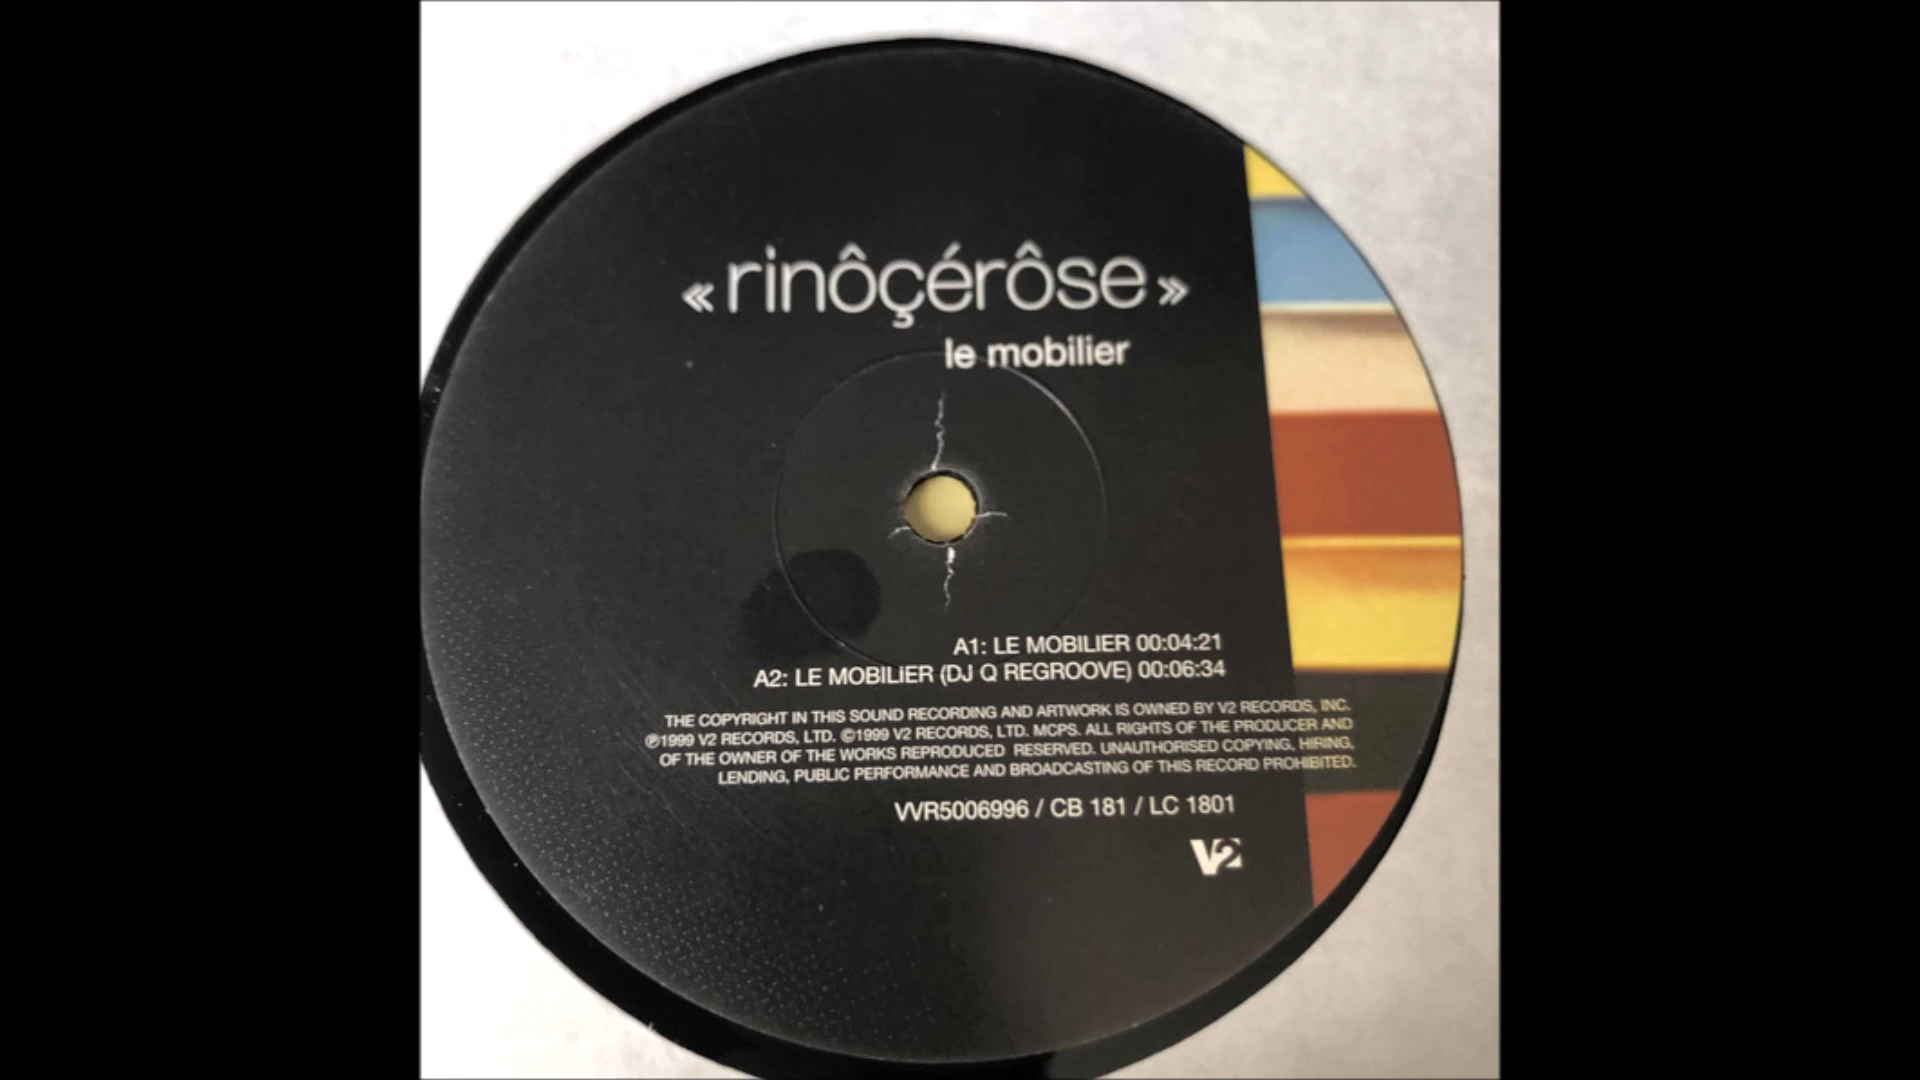 « rinôçérôse »
le mobilier
A1: LE MOBILIER 00:04:21
A2: LE MOBILIER (DJ Q REGROOVE) 00:06:34
THE COPYRIGHT IN THIS SOUND RECORDING AND ARTWORK IS OWNED BY V2 RECORDS, INC.
℗1999 V2 RECORDS, LTD. ©1999 V2 RECORDS, LTD. MCPS. ALL RIGHTS OF THE PRODUCER AND
OF THE OWNER OF THE WORKS REPRODUCED RESERVED. UNAUTHORISED COPYING, HIRING,
LENDING, PUBLIC PERFORMANCE AND BROADCASTING OF THIS RECORD PROHIBITED.
VVR5006996 / CB 181 / LC 1801
V2